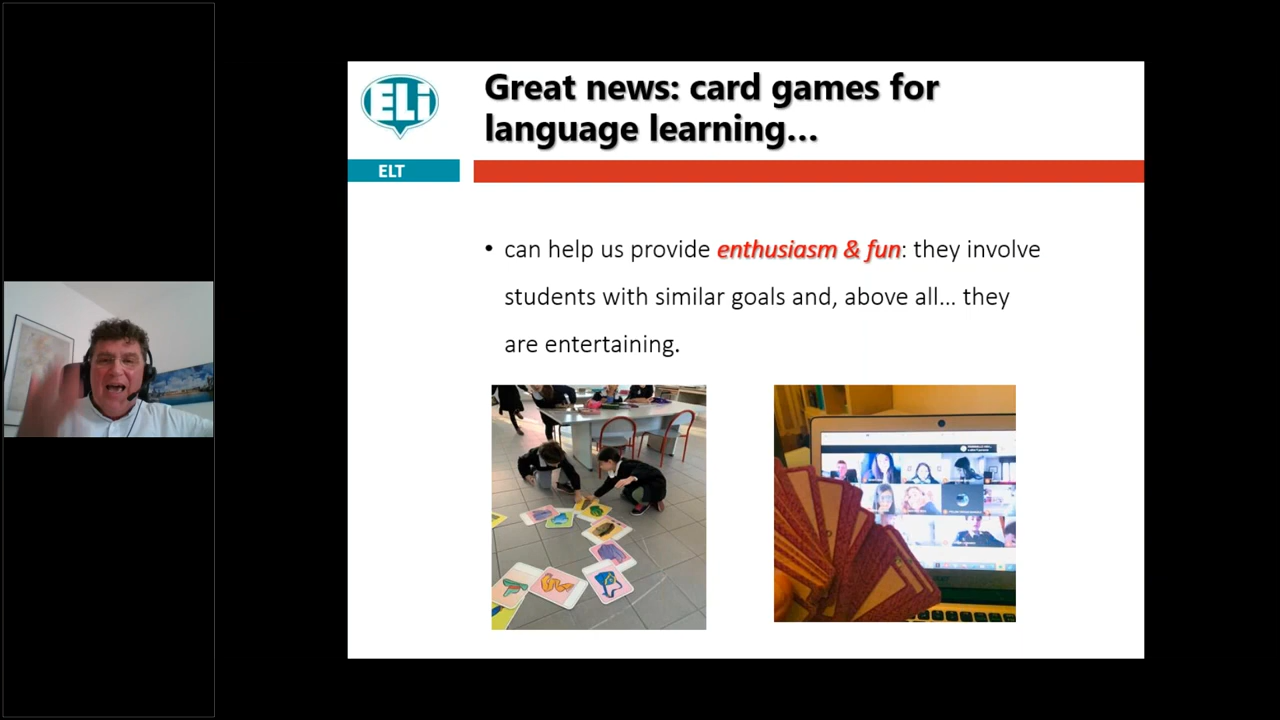 ELi
Great news: card games for
language learning...
ELT
• can help us provide enthusiasm & fun: they involve
students with similar goals and, above all... they
are entertaining.